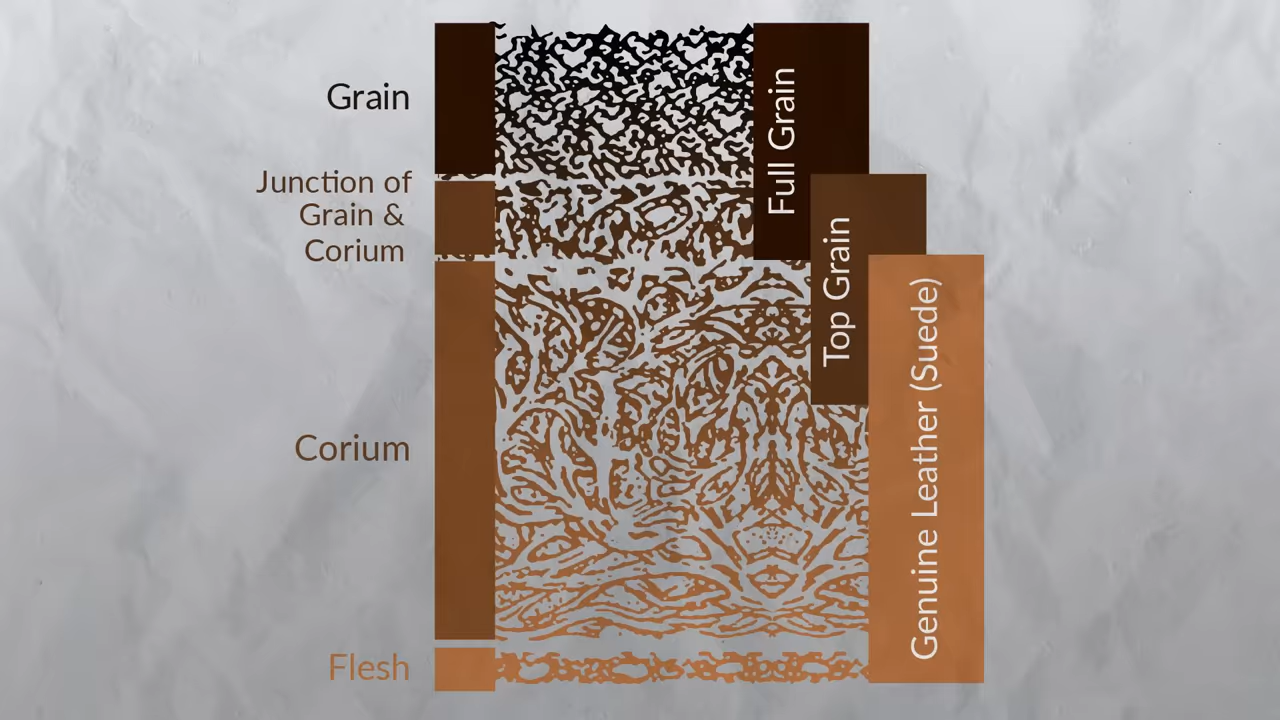 Grain
Junction of
Grain &
Corium
Corium
Flesh
Full Grain
Top Grain
Genuine Leather (Suede)